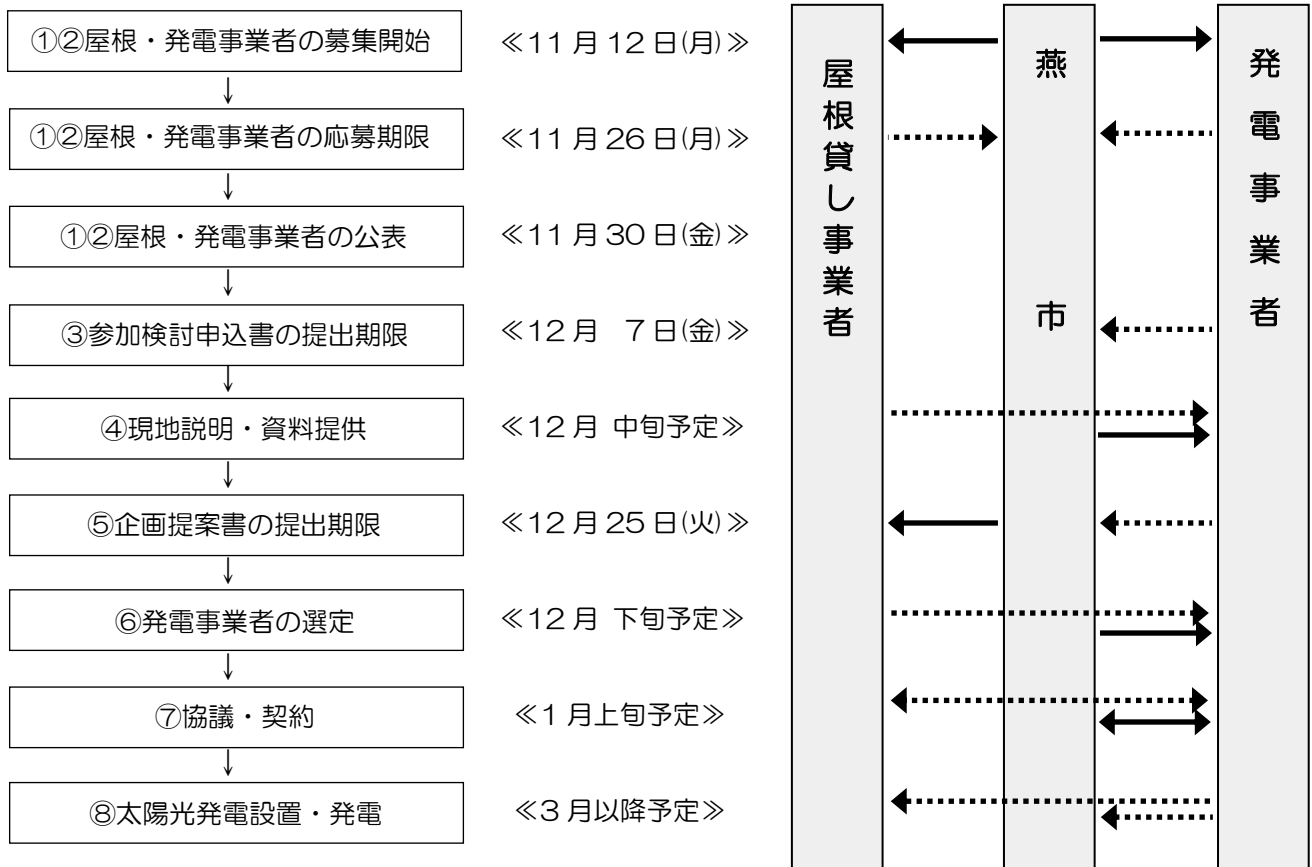 ①②屋根・発電事業者の募集開始 ≪11月12日(月)≫
①②屋根・発電事業者の応募期限 ≪11月26日(月)≫
①②屋根・発電事業者の公表 ≪11月30日(金)≫
③参加検討申込書の提出期限 ≪12月 7日(金)≫
④現地説明・資料提供 ≪12月 中旬予定≫
⑤企画提案書の提出期限 ≪12月25日(火)≫
⑥発電事業者の選定 ≪12月 下旬予定≫
⑦協議・契約 ≪1月上旬予定≫
⑧太陽光発電設置・発電 ≪3月以降予定≫
屋根貸し事業者
燕市
発電事業者